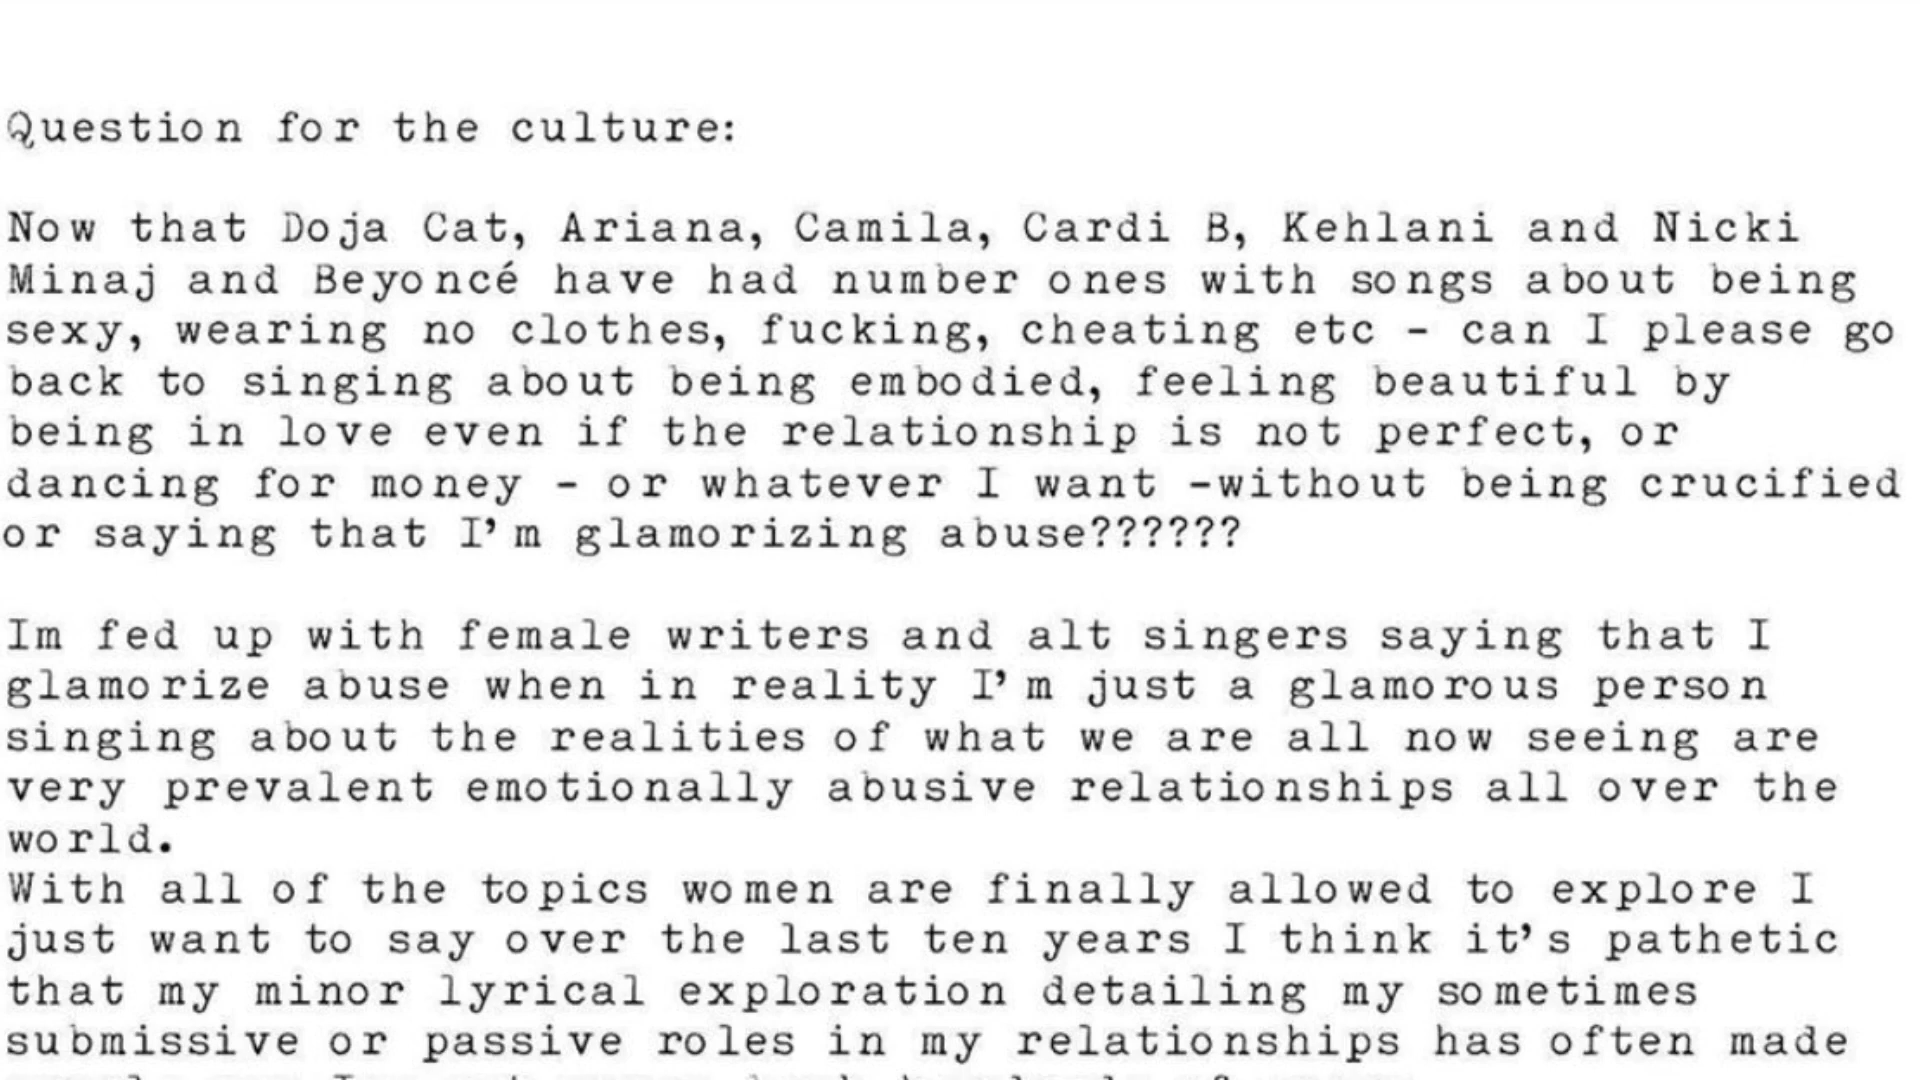 Question for the culture:
Now that Doja Cat, Ariana, Camila, Cardi B, Kehlani and Nicki
Minaj and Beyoncé have had number ones with songs about being
sexy, wearing no clothes, fucking, cheating etc - can I please go
back to singing about being embodied, feeling beautiful by
being in love even if the relationship is not perfect, or
dancing for money - or whatever I want -without being crucified
or saying that I'm glamorizing abuse??????
Im fed up with female writers and alt singers saying that I
glamorize abuse when in reality I'm just a glamorous person
singing about the realities of what we are all now seeing are
very prevalent emotionally abusive relationships all over the
world.
With all of the topics women are finally allowed to explore I
just want to say over the last ten years I think it's pathetic
that my minor lyrical exploration detailing my sometimes
submissive or passive roles in my relationships has often made